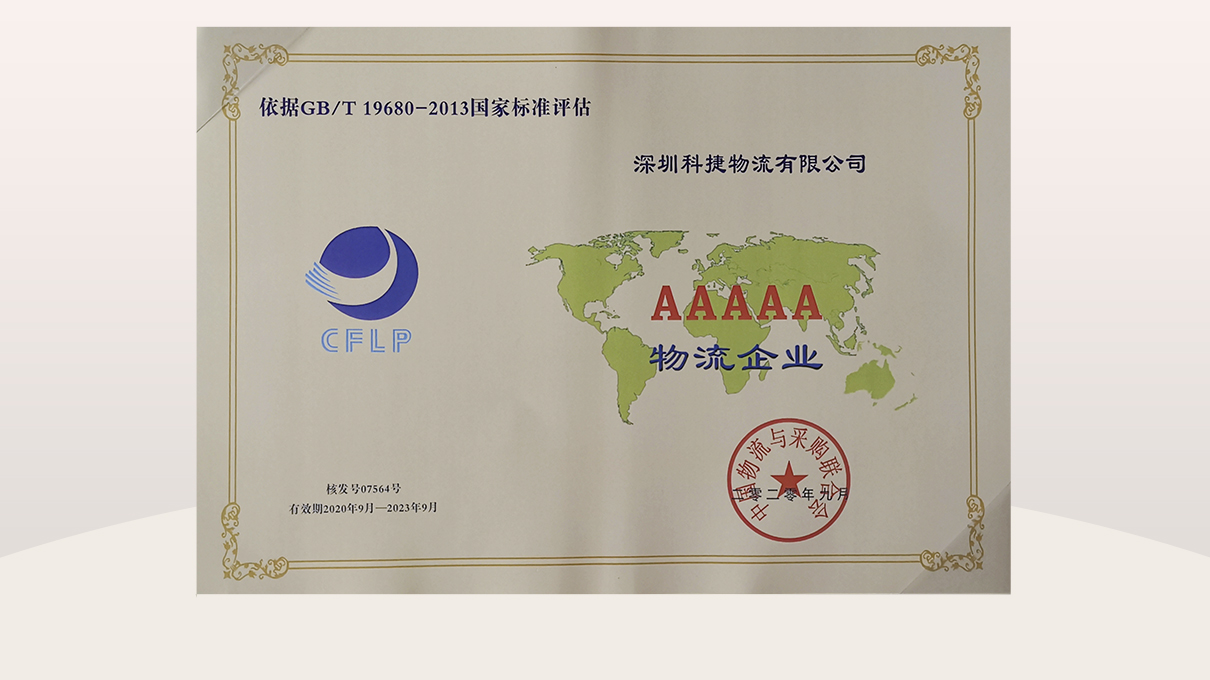 依据GB/T 19680-2013国家标准评估
深圳科捷物流有限公司
CFLP
AAAAA
物流企业
中国物流与采购联合会
二零二零年九月
核发号07564号
有效期2020年9月—2023年9月